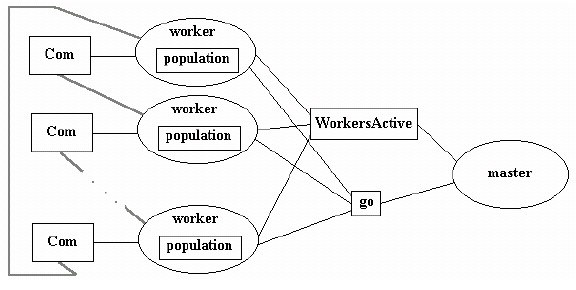 worker
Com
population
worker
WorkersActive
Com
population
master
go
worker
Com
population